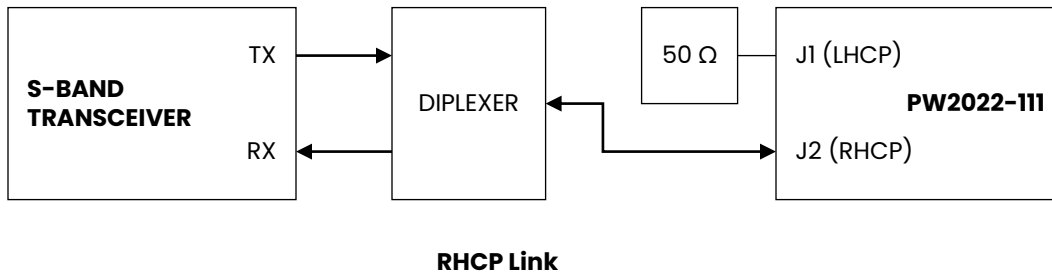 S-BAND
TRANSCEIVER
TX
RX
DIPLEXER
50 Ω
J1 (LHCP)
PW2022-111
J2 (RHCP)
RHCP Link